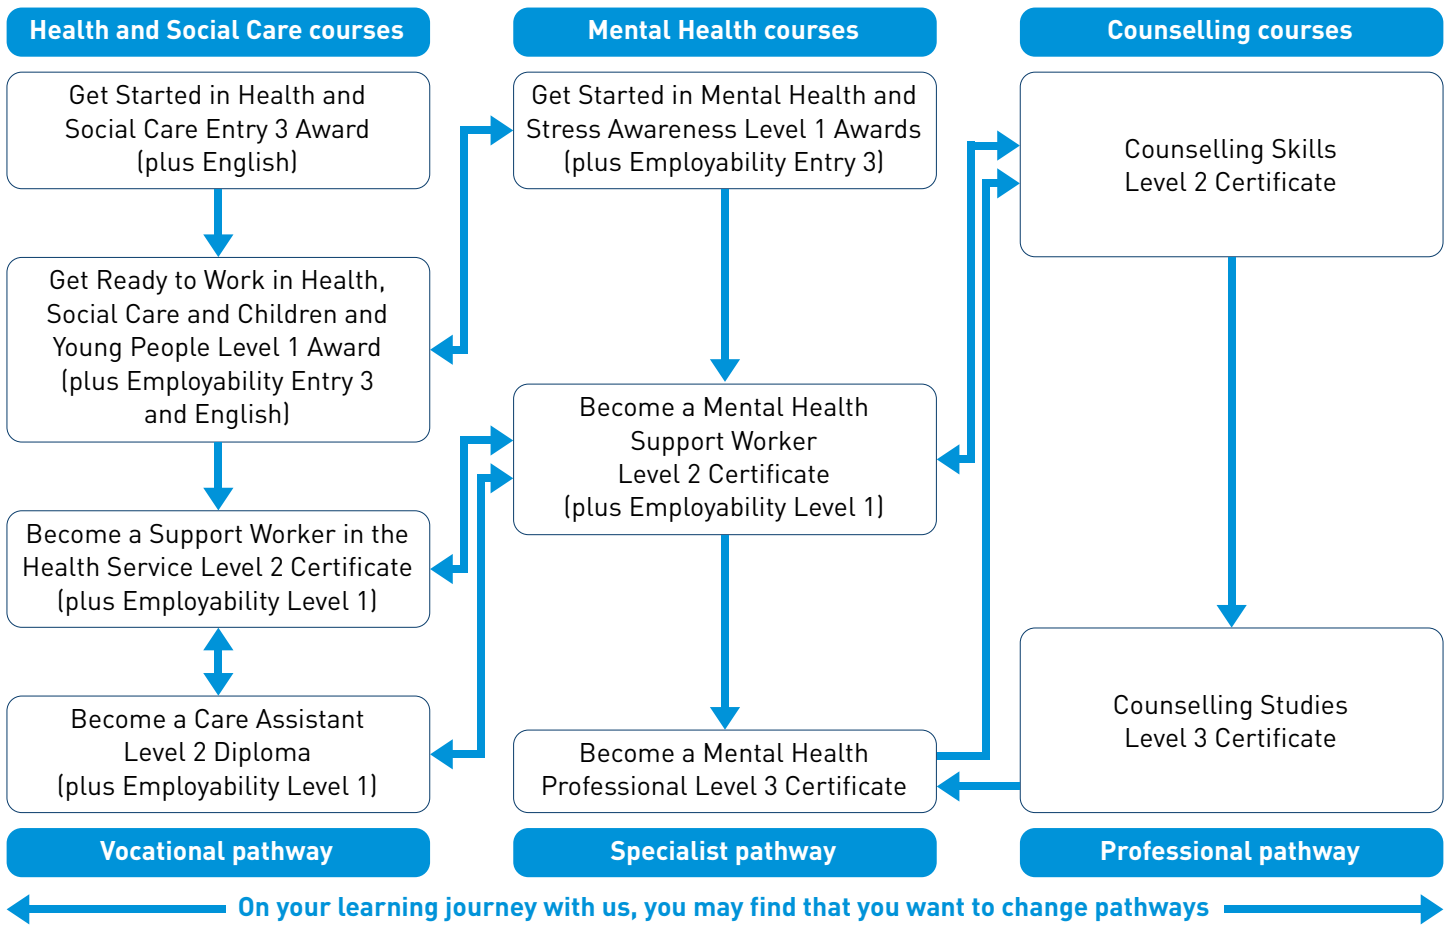 Health and Social Care courses
Get Started in Health and
Social Care Entry 3 Award
(plus English)
Get Ready to Work in Health,
Social Care and Children and
Young People Level 1 Award
(plus Employability Entry 3
and English)
Become a Support Worker in the
Health Service Level 2 Certificate
(plus Employability Level 1)
Become a Care Assistant
Level 2 Diploma
(plus Employability Level 1)
Vocational pathway
Mental Health courses
Get Started in Mental Health and
Stress Awareness Level 1 Awards
(plus Employability Entry 3)
Become a Mental Health
Support Worker
Level 2 Certificate
(plus Employability Level 1)
Become a Mental Health
Professional Level 3 Certificate
Specialist pathway
Counselling courses
Counselling Skills
Level 2 Certificate
Counselling Studies
Level 3 Certificate
Professional pathway
On your learning journey with us, you may find that you want to change pathways